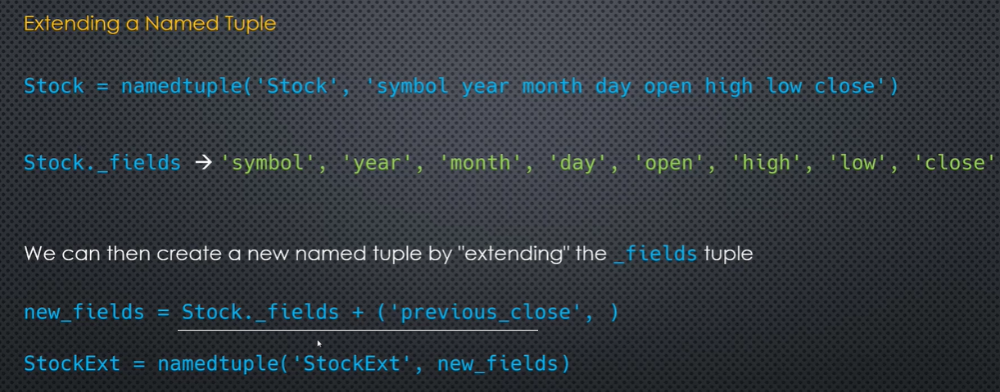 Extending a Named Tuple
Stock = namedtuple('Stock', 'symbol year month day open high low close')
Stock._fields → 'symbol', 'year', 'month', 'day', 'open', 'high', 'low', 'close'
We can then create a new named tuple by "extending" the _fields tuple
new_fields = Stock._fields + ('previous_close', )
StockExt = namedtuple('StockExt', new_fields)